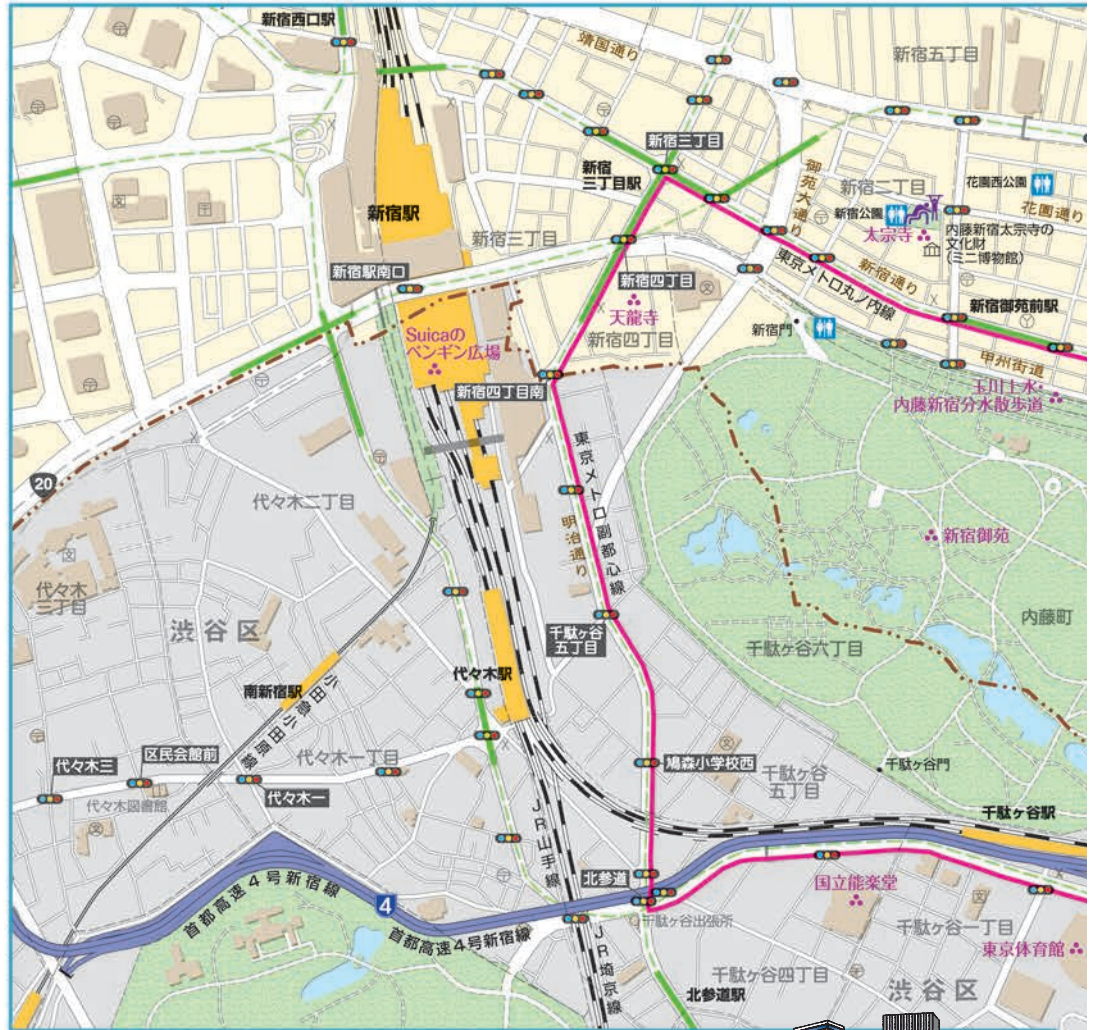 新宿西口駅
靖国通り
新宿五丁目
新宿三丁目
新宿
三丁目駅
御苑大通り
新宿二丁目
花園西公園
花園通り
新宿公園
太宗寺
内藤新宿太宗寺の
文化財
(ミニ博物館)
新宿駅
新宿三丁目
新宿駅南口
新宿四丁目
東京メトロ丸ノ内線
新宿通り
天龍寺
新宿四丁目
新宿門
新宿御苑前駅
甲州街道
Suicaの
ペンギン広場
新宿四丁目南
玉川上水・
内藤新宿分水散歩道
20
代々木二丁目
東京メトロ副都心線
明治通り
新宿御苑
代々木
三丁目
渋谷区
千駄ヶ谷
五丁目
内藤町
千駄ヶ谷六丁目
代々木駅
南新宿駅
小田急小田原線
代々木三
区民会館前
代々木一丁目
鳩森小学校西
千駄ヶ谷
五丁目
千駄ヶ谷門
代々木一
代々木図書館
千駄ヶ谷駅
JR山手線
北参道
国立能楽堂
4
首都高速4号新宿線
首都高速4号新宿線
千駄ヶ谷出張所
千駄ヶ谷一丁目
東京体育館
JR埼京線
千駄ヶ谷四丁目
北参道駅
渋谷区